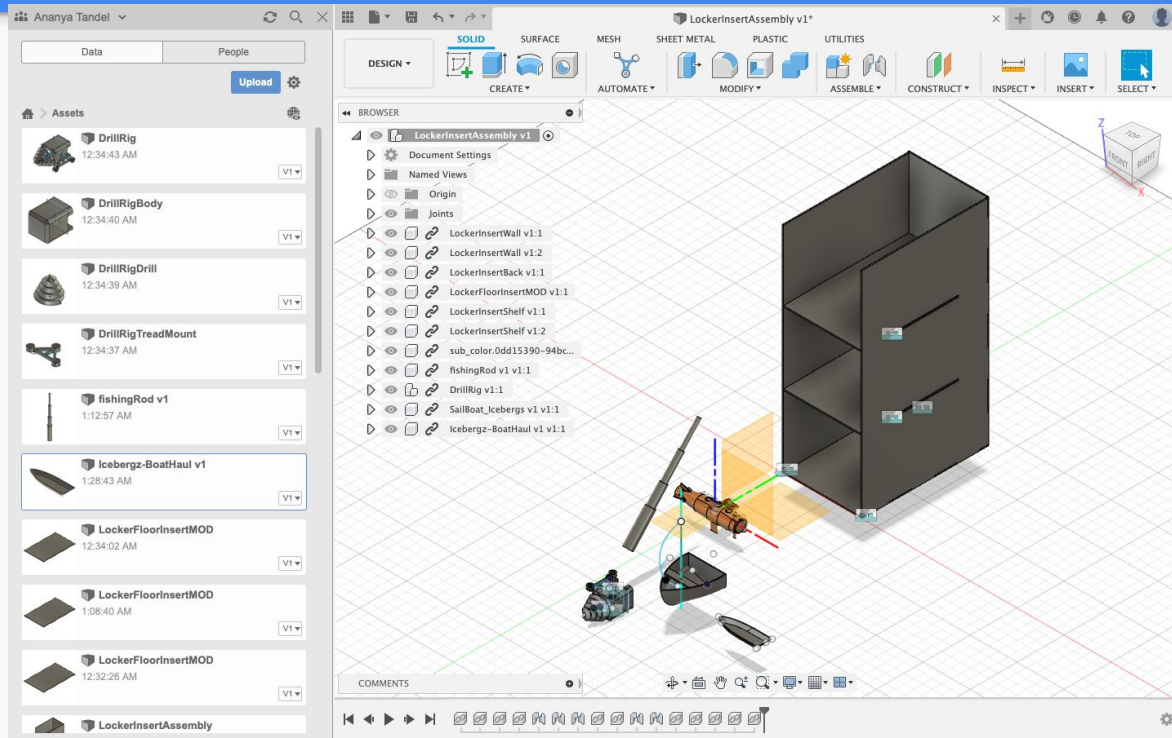 Ananya Tandel
Data
People
Upload
Assets
DrillRig
12:34:43 AM
V1
DrillRigBody
12:34:40 AM
V1
DrillRigDrill
12:34:39 AM
V1
DrillRigTreadMount
12:34:37 AM
V1
fishingRod v1
1:12:57 AM
V1
Icebergz-BoatHaul v1
1:28:43 AM
V1
LockerFloorInsertMOD
12:34:02 AM
V1
LockerFloorInsertMOD
1:08:40 AM
V1
LockerFloorInsertMOD
12:32:26 AM
V1
LockerInsertAssembly
LockerInsertAssembly v1*
SOLID
SURFACE
MESH
SHEET METAL
PLASTIC
UTILITIES
DESIGN
CREATE
AUTOMATE
MODIFY
ASSEMBLE
CONSTRUCT
INSPECT
INSERT
SELECT
BROWSER
LockerInsertAssembly v1
Document Settings
Named Views
Origin
Joints
LockerInsertWall v1:1
LockerInsertWall v1:2
LockerInsertBack v1:1
LockerFloorInsertMOD v1:1
LockerInsertShelf v1:1
LockerInsertShelf v1:2
sub_color.0dd15390-94bc...
fishingRod v1 v1:1
DrillRig v1:1
SailBoat_Icebergs v1 v1:1
Icebergz-BoatHaul v1 v1:1
Z
TOP
FRONT
RIGHT
X
COMMENTS